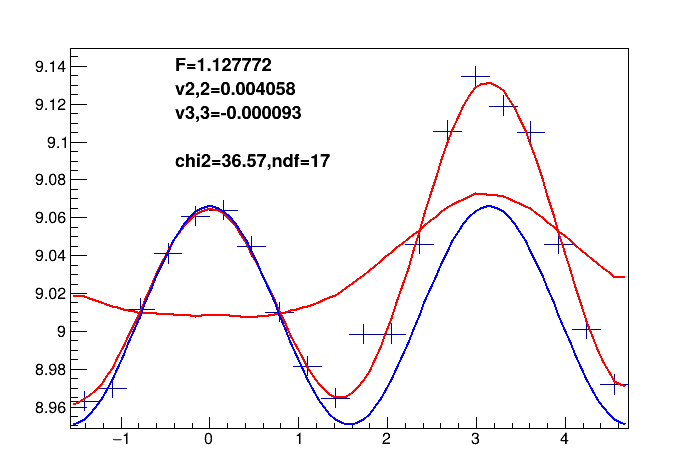 F=1.127772
v2,2=0.004058
v3,3=-0.000093
chi2=36.57,ndf=17
9.14
9.12
9.1
9.08
9.06
9.04
9.02
9
8.98
8.96
−1 0 1 2 3 4